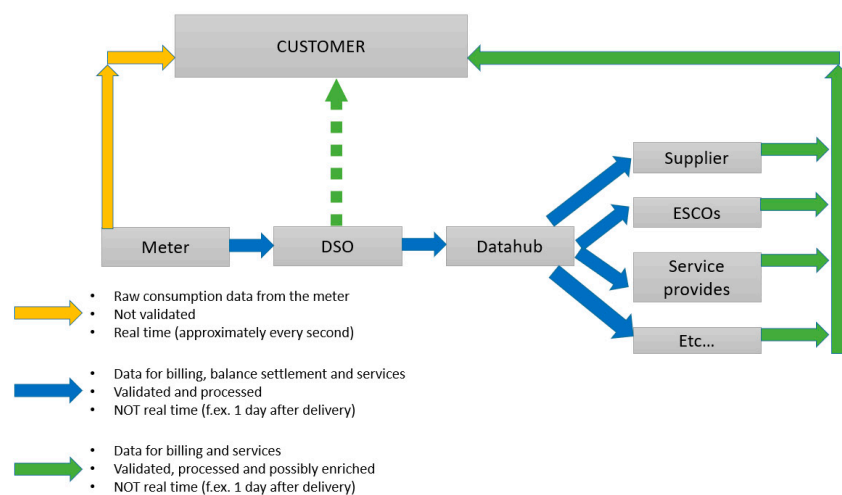 CUSTOMER
Supplier
ESCOs
Meter
DSO
Datahub
Service
provides
Etc...
• Raw consumption data from the meter
• Not validated
• Real time (approximately every second)
• Data for billing, balance settlement and services
• Validated and processed
• NOT real time (f.ex. 1 day after delivery)
• Data for billing and services
• Validated, processed and possibly enriched
• NOT real time (f.ex. 1 day after delivery)